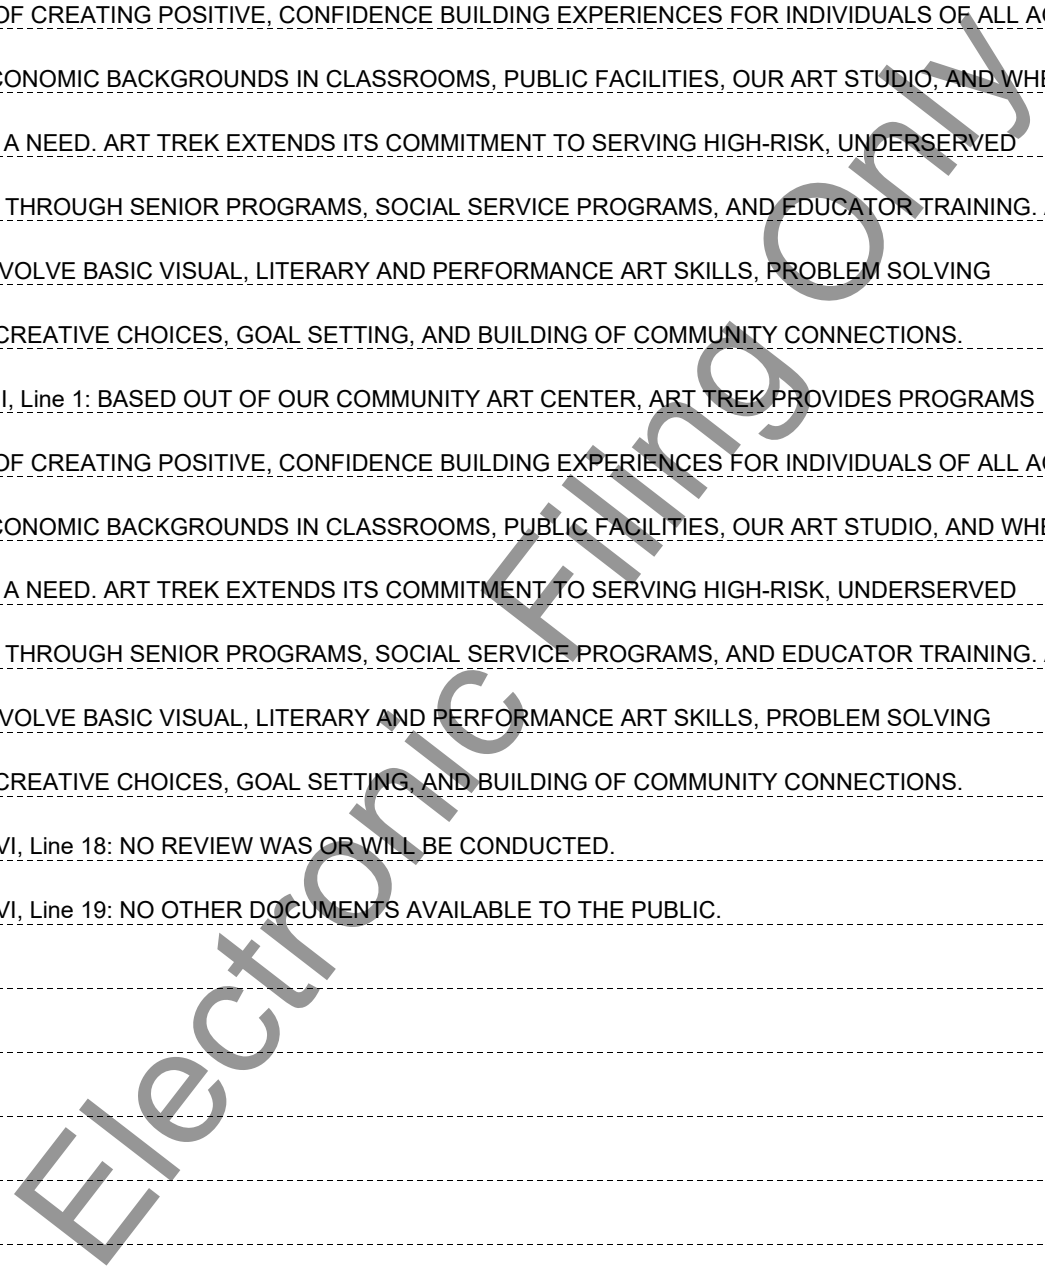 OF CREATING POSITIVE, CONFIDENCE BUILDING EXPERIENCES FOR INDIVIDUALS OF ALL
CONOMIC BACKGROUNDS IN CLASSROOMS, PUBLIC FACILITIES, OUR ART STUDIO, AND WHE
A NEED. ART TREK EXTENDS ITS COMMITMENT TO SERVING HIGH-RISK, UNDERSERVED
THROUGH SENIOR PROGRAMS, SOCIAL SERVICE PROGRAMS, AND EDUCATOR TRAINING.
VOLVE BASIC VISUAL, LITERARY AND PERFORMANCE ART SKILLS, PROBLEM SOLVING
CREATIVE CHOICES, GOAL SETTING, AND BUILDING OF COMMUNITY CONNECTIONS.
I, Line 1: BASED OUT OF OUR COMMUNITY ART CENTER, ART TREK PROVIDES PROGRAMS
OF CREATING POSITIVE, CONFIDENCE BUILDING EXPERIENCES FOR INDIVIDUALS OF ALL
CONOMIC BACKGROUNDS IN CLASSROOMS, PUBLIC FACILITIES, OUR ART STUDIO, AND WHE
A NEED. ART TREK EXTENDS ITS COMMITMENT TO SERVING HIGH-RISK, UNDERSERVED
THROUGH SENIOR PROGRAMS, SOCIAL SERVICE PROGRAMS, AND EDUCATOR TRAINING.
VOLVE BASIC VISUAL, LITERARY AND PERFORMANCE ART SKILLS, PROBLEM SOLVING
CREATIVE CHOICES, GOAL SETTING, AND BUILDING OF COMMUNITY CONNECTIONS.
VI, Line 18: NO REVIEW WAS OR WILL BE CONDUCTED.
VI, Line 19: NO OTHER DOCUMENTS AVAILABLE TO THE PUBLIC.
Electronic Filing Only